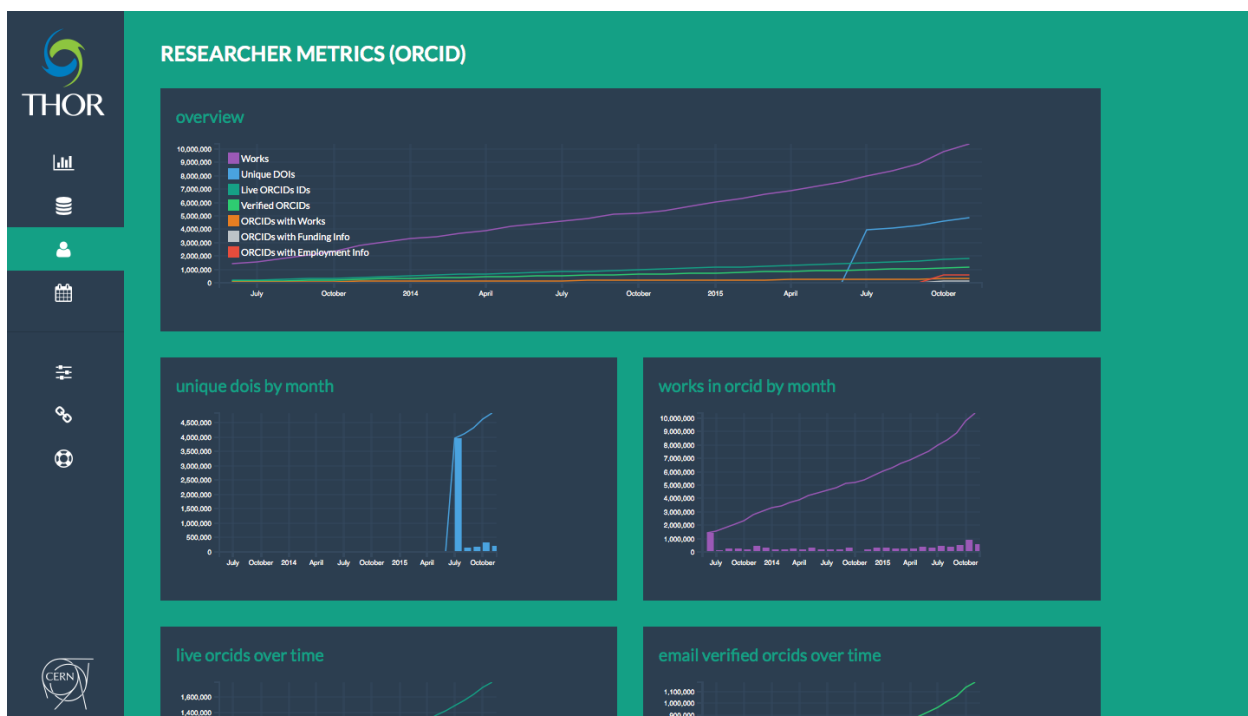 THOR
RESEARCHER METRICS (ORCID)
overview
10,000,000
9,000,000
8,000,000
7,000,000
6,000,000
5,000,000
4,000,000
3,000,000
2,000,000
1,000,000
0
Works
Unique DOIs
Live ORCIDs IDs
Verified ORCIDs
ORCIDs with Works
ORCIDs with Funding Info
ORCIDs with Employment Info
July October 2014 April July October 2015 April July October
unique dois by month
4,500,000
4,000,000
3,500,000
3,000,000
2,500,000
2,000,000
1,500,000
1,000,000
500,000
0
July October 2014 April July October 2015 April July October
works in orcid by month
10,000,000
9,000,000
8,000,000
7,000,000
6,000,000
5,000,000
4,000,000
3,000,000
2,000,000
1,000,000
0
July October 2014 April July October 2015 April July October
live orcids over time
1,600,000
1,400,000
email verified orcids over time
1,100,000
1,000,000
900,000
CERN